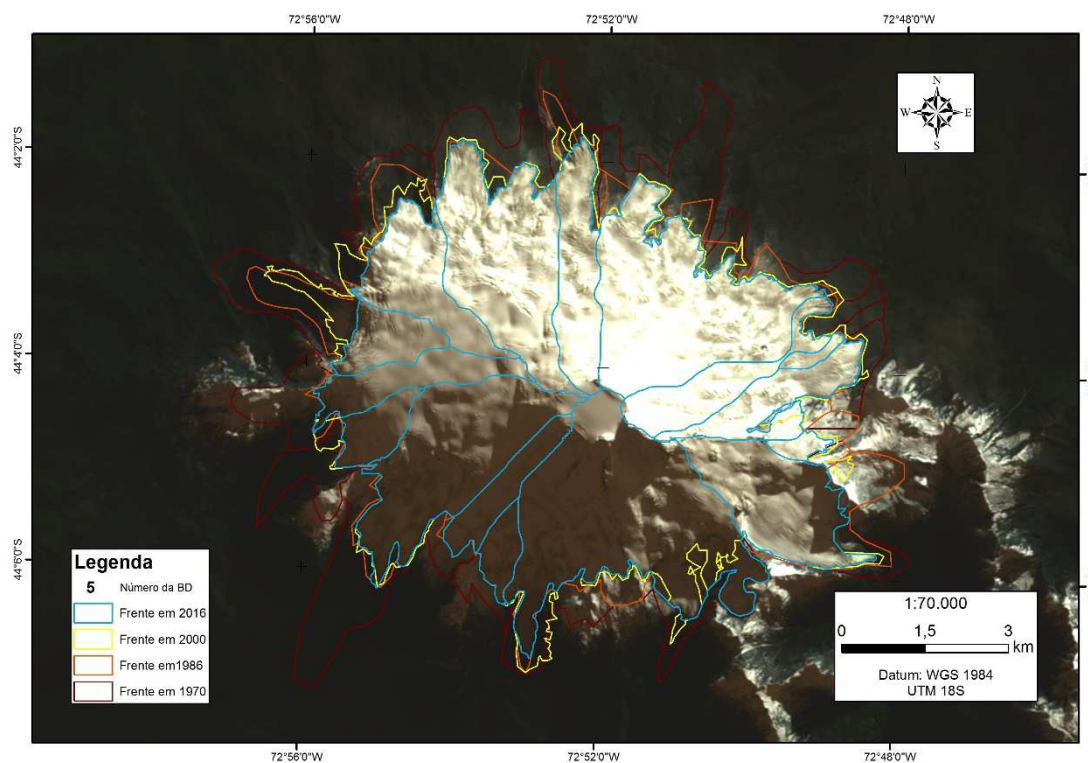 72°56'0"W 72°52'0"W 72°48'0"W
N
W E
S
44°20"S
44°4'0"S
44°6'0"S
Legenda
5 Número da BD
Frente em 2016
Frente em 2000
Frente em1986
Frente em 1970
1:70.000
0 1,5 3
km
Datum: WGS 1984
UTM 18S
72°56'0"W 72°52'0"W 72°48'0"W